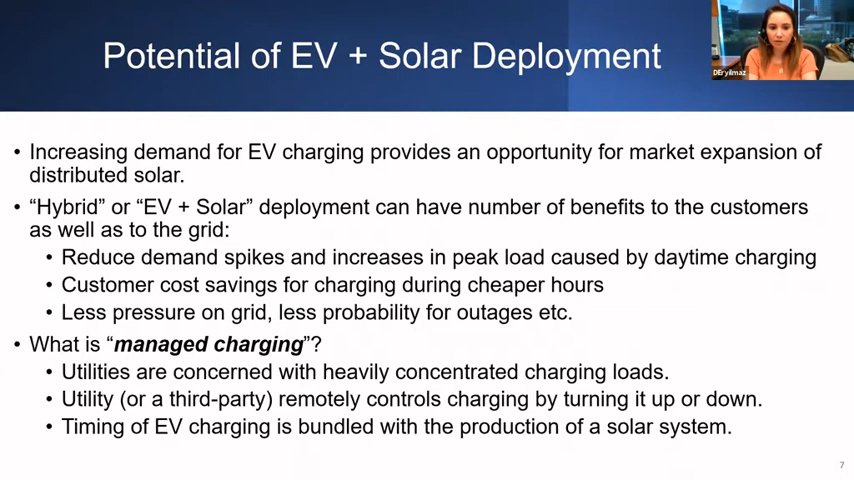 Potential of EV + Solar Deployment
DEryilmaz
• Increasing demand for EV charging provides an opportunity for market expansion of
distributed solar.
• “Hybrid” or “EV + Solar” deployment can have number of benefits to the customers
as well as to the grid:
• Reduce demand spikes and increases in peak load caused by daytime charging
• Customer cost savings for charging during cheaper hours
• Less pressure on grid, less probability for outages etc.
• What is “managed charging”?
• Utilities are concerned with heavily concentrated charging loads.
• Utility (or a third-party) remotely controls charging by turning it up or down.
• Timing of EV charging is bundled with the production of a solar system.
7